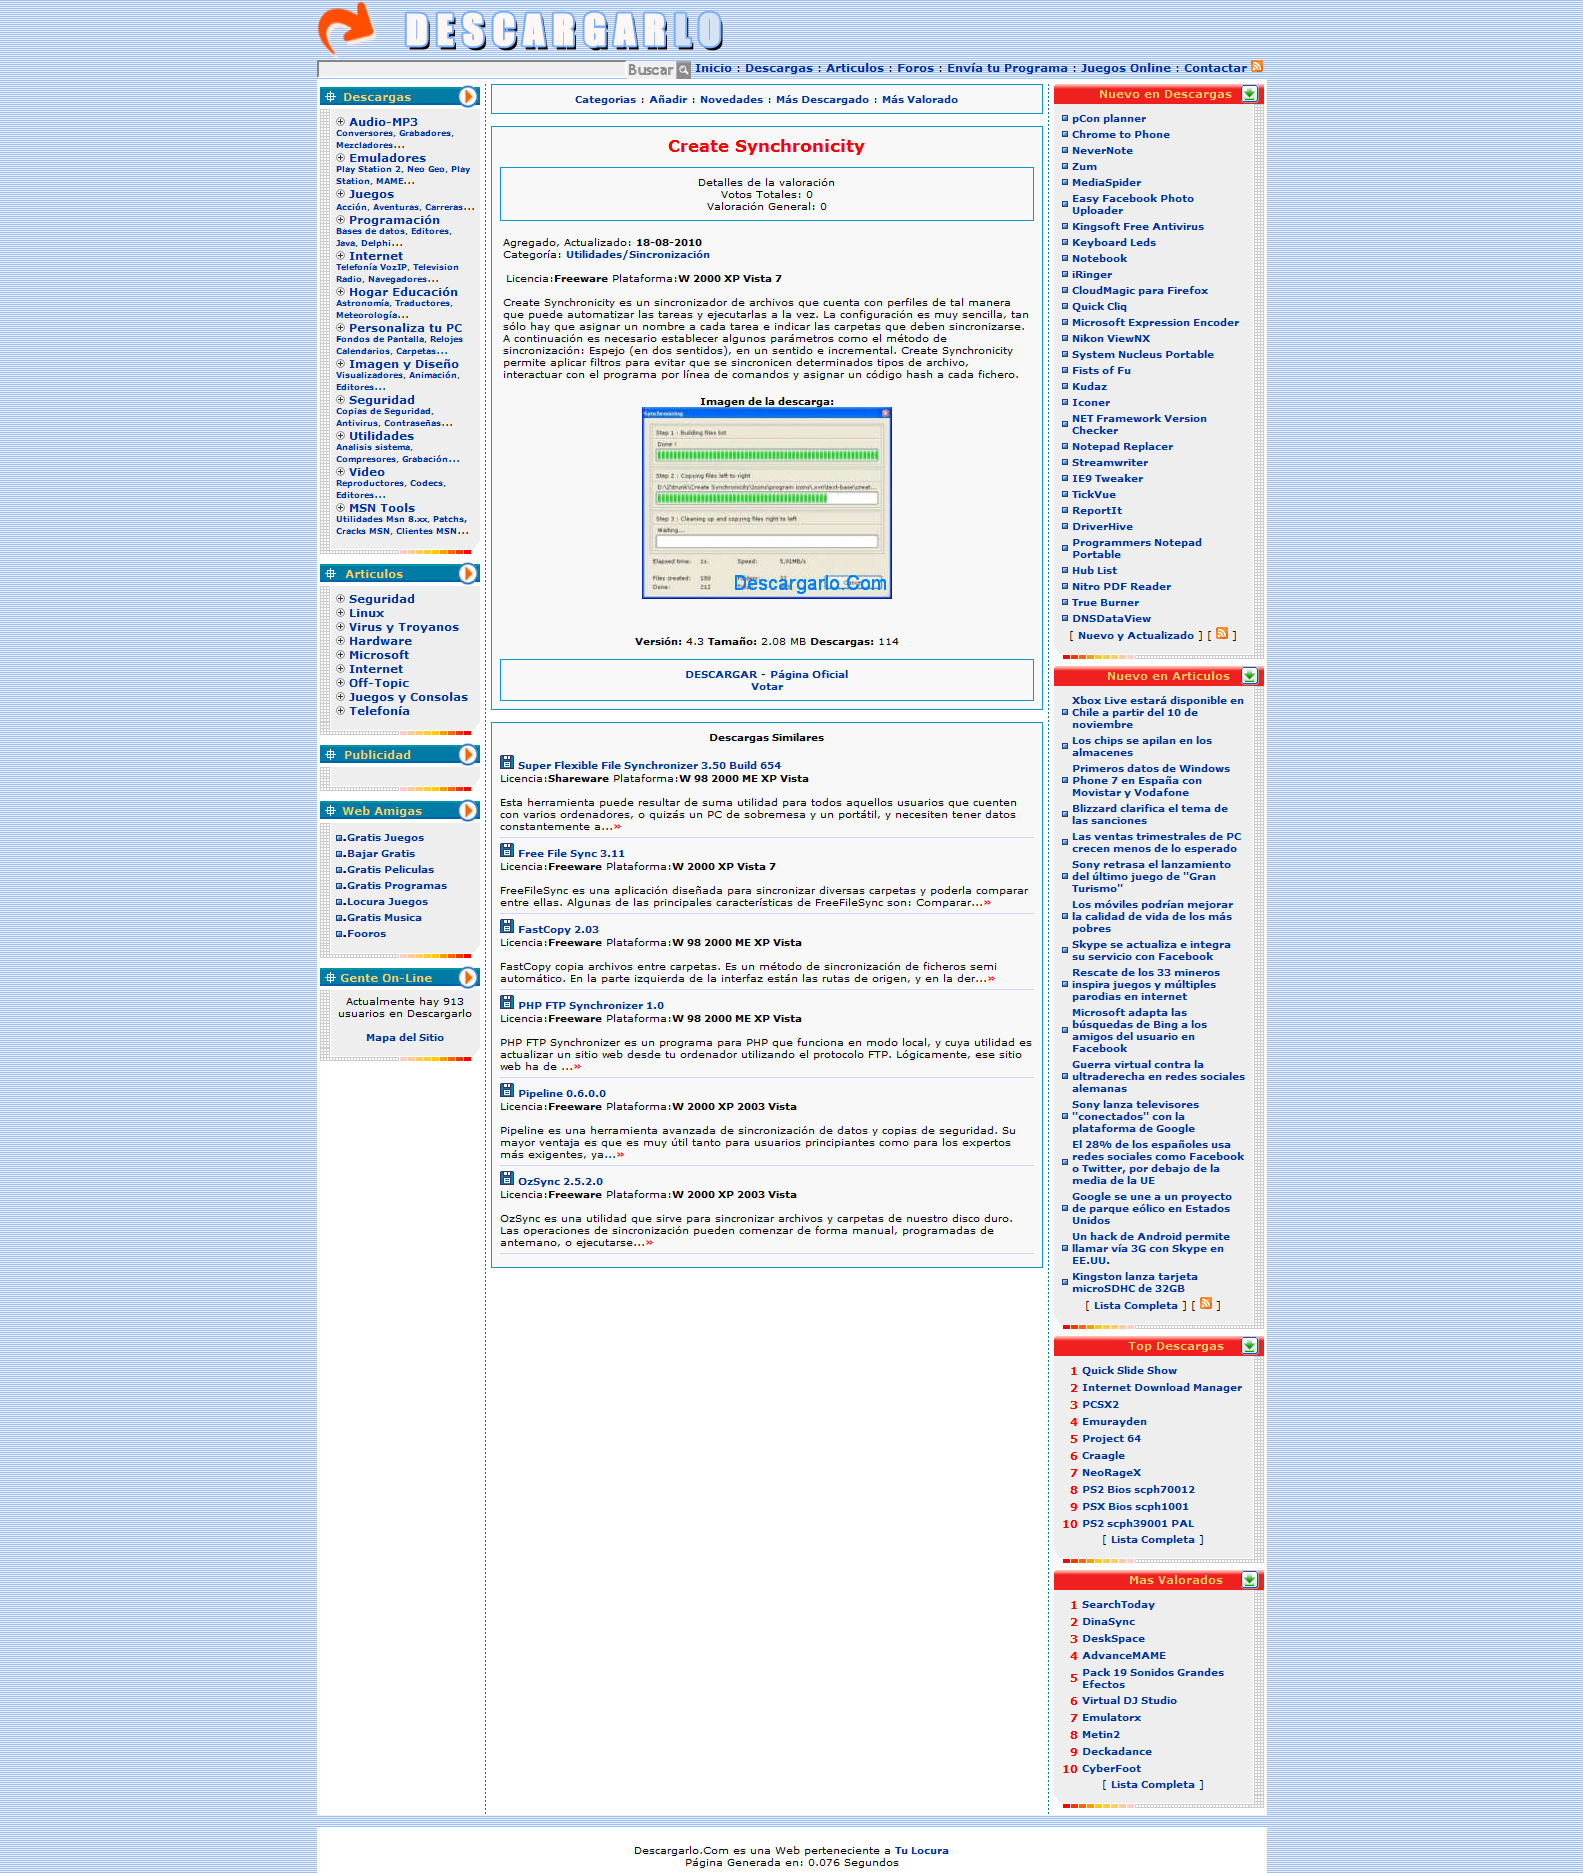 DESCARGARLO
Buscar
Inicio : Descargas : Articulos : Foros : Envía tu Programa : Juegos Online : Contactar
Descargas
Audio-MP3
Conversores, Grabadores,
Mezcladores...
Emuladores
Play Station 2, Neo Geo, Play
Station, MAME...
Juegos
Acción, Aventuras, Carreras...
Programación
Bases de datos, Editores,
Java, Delphi...
Internet
Telefonía VozIP, Television
Radio, Navegadores...
Hogar Educación
Astronomía, Traductores,
Meteorología...
Personaliza tu PC
Fondos de Pantalla, Relojes
Calendarios, Carpetas...
Imagen y Diseño
Visualizadores, Animación,
Editores...
Seguridad
Copias de Seguridad,
Antivirus, Contraseñas...
Utilidades
Analisis sistema,
Compresores, Grabación...
Video
Reproductores, Codecs,
Editores...
MSN Tools
Utilidades Msn 8.xx, Patchs,
Cracks MSN, Clientes MSN...
Articulos
Seguridad
Linux
Virus y Troyanos
Hardware
Microsoft
Internet
Off-Topic
Juegos y Consolas
Telefonía
Publicidad
Web Amigas
.Gratis Juegos
.Bajar Gratis
.Gratis Peliculas
.Gratis Programas
.Locura Juegos
.Gratis Musica
.Fooros
Gente On-Line
Actualmente hay 913
usuarios en Descargarlo
Mapa del Sitio
Categorias : Añadir : Novedades : Más Descargado : Más Valorado
Create Synchronicity
Detalles de la valoración
Votos Totales: 0
Valoración General: 0
Agregado, Actualizado: 18-08-2010
Categoría: Utilidades/Sincronización
Licencia:Freeware Plataforma:W 2000 XP Vista 7
Create Synchronicity es un sincronizador de archivos que cuenta con perfiles de tal manera
que puede automatizar las tareas y ejecutarlas a la vez. La configuración es muy sencilla, tan
sólo hay que asignar un nombre a cada tarea e indicar las carpetas que deben sincronizarse.
A continuación es necesario establecer algunos parámetros como el método de
sincronización: Espejo (en dos sentidos), en un sentido e incremental. Create Synchronicity
permite aplicar filtros para evitar que se sincronicen determinados tipos de archivo,
interactuar con el programa por línea de comandos y asignar un código hash a cada fichero.
Imagen de la descarga:
Synchronizing
Step 1 : Building files list
Done !
Step 2 : Copying files left to right
Step 3 : Cleaning up and copying files right to left
Waiting...
Elapsed time: 1s. Speed:
Files created: 100
Done: 212
Descargarlo.Com
Versión: 4.3 Tamaño: 2.08 MB Descargas: 114
DESCARGAR - Página Oficial
Votar
Descargas Similares
Super Flexible File Synchronizer 3.50 Build 654
Licencia:Shareware Plataforma:W 98 2000 ME XP Vista
Esta herramienta puede resultar de suma utilidad para todos aquellos usuarios que cuenten
con varios ordenadores, o quizás un PC de sobremesa y un portátil, y necesiten tener datos
constantemente a...»
Free File Sync 3.11
Licencia:Freeware Plataforma:W 2000 XP Vista 7
FreeFileSync es una aplicación diseñada para sincronizar diversas carpetas y poderla comparar
entre ellas. Algunas de las principales características de FreeFileSync son: Comparar...»
FastCopy 2.03
Licencia:Freeware Plataforma:W 98 2000 ME XP Vista
FastCopy copia archivos entre carpetas. Es un método de sincronización de ficheros semi
automático. En la parte izquierda de la interfaz están las rutas de origen, y en la der...»
PHP FTP Synchronizer 1.0
Licencia:Freeware Plataforma:W 98 2000 ME XP Vista
PHP FTP Synchronizer es un programa para PHP que funciona en modo local, y cuya utilidad es
actualizar un sitio web desde tu ordenador utilizando el protocolo FTP. Lógicamente, ese sitio
web ha de ...»
Pipeline 0.6.0.0
Licencia:Freeware Plataforma:W 2000 XP 2003 Vista
Pipeline es una herramienta avanzada de sincronización de datos y copias de seguridad. Su
mayor ventaja es que es muy útil tanto para usuarios principiantes como para los expertos
más exigentes, ya...»
OzSync 2.5.2.0
Licencia:Freeware Plataforma:W 2000 XP 2003 Vista
OzSync es una utilidad que sirve para sincronizar archivos y carpetas de nuestro disco duro.
Las operaciones de sincronización pueden comenzar de forma manual, programadas de
antemano, o ejecutarse...»
Nuevo en Descargas
pCon planner
Chrome to Phone
NeverNote
Zum
MediaSpider
Easy Facebook Photo
Uploader
Kingsoft Free Antivirus
Keyboard Leds
Notebook
iRinger
CloudMagic para Firefox
Quick Cliq
Microsoft Expression Encoder
Nikon ViewNX
System Nucleus Portable
Fists of Fu
Kudaz
Iconer
NET Framework Version
Checker
Notepad Replacer
Streamwriter
IE9 Tweaker
TickVue
ReportIt
DriverHive
Programmers Notepad
Portable
Hub List
Nitro PDF Reader
True Burner
DNSDataView
[ Nuevo y Actualizado ] [ ]
Nuevo en Articulos
Xbox Live estará disponible en
Chile a partir del 10 de
noviembre
Los chips se apilan en los
almacenes
Primeros datos de Windows
Phone 7 en España con
Movistar y Vodafone
Blizzard clarifica el tema de
las sanciones
Las ventas trimestrales de PC
crecen menos de lo esperado
Sony retrasa el lanzamiento
del último juego de "Gran
Turismo"
Los móviles podrían mejorar
la calidad de vida de los más
pobres
Skype se actualiza e integra
su servicio con Facebook
Rescate de los 33 mineros
inspira juegos y múltiples
parodias en internet
Microsoft adapta las
búsquedas de Bing a los
amigos del usuario en
Facebook
Guerra virtual contra la
ultraderecha en redes sociales
alemanas
Sony lanza televisores
"conectados" con la
plataforma de Google
El 28% de los españoles usa
redes sociales como Facebook
o Twitter, por debajo de la
media de la UE
Google se une a un proyecto
de parque eólico en Estados
Unidos
Un hack de Android permite
llamar vía 3G con Skype en
EE.UU.
Kingston lanza tarjeta
microSDHC de 32GB
[ Lista Completa ] [ ]
Top Descargas
1 Quick Slide Show
2 Internet Download Manager
3 PCSX2
4 Emurayden
5 Project 64
6 Craagle
7 NeoRageX
8 PS2 Bios scph70012
9 PSX Bios scph1001
10 PS2 scph39001 PAL
[ Lista Completa ]
Mas Valorados
1 SearchToday
2 DinaSync
3 DeskSpace
4 AdvanceMAME
5 Pack 19 Sonidos Grandes
Efectos
6 Virtual DJ Studio
7 Emulatorx
8 Metin2
9 Deckadance
10 CyberFoot
[ Lista Completa ]
Descargarlo.Com es una Web perteneciente a Tu Locura
Página Generada en: 0.076 Segundos